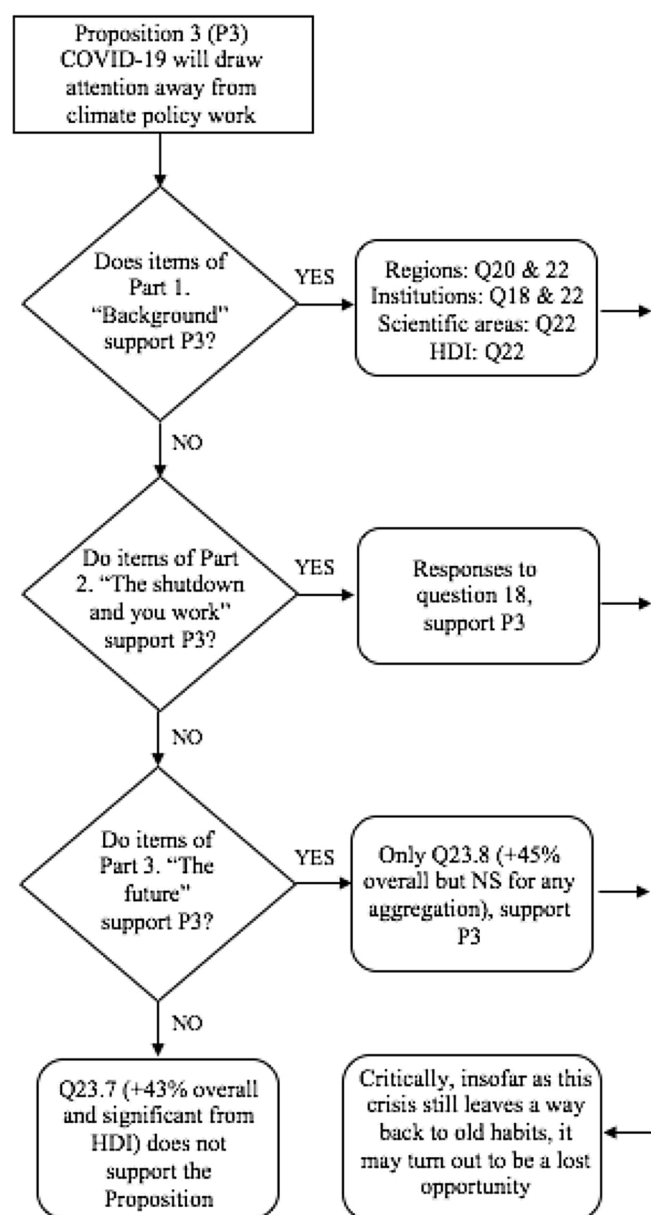 Proposition 3 (P3)
COVID-19 will draw
attention away from
climate policy work
Does items of
Part 1.
“Background”
support P3?
YES
Regions: Q20 & 22
Institutions: Q18 & 22
Scientific areas: Q22
HDI: Q22
NO
Do items of Part
2. “The shutdown
and you work”
support P3?
YES
Responses to
question 18,
support P3
NO
Do items of
Part 3. “The
future”
support P3?
YES
Only Q23.8 (+45%
overall but NS for any
aggregation), support
P3
NO
Q23.7 (+43% overall
and significant from
HDI) does not
support the
Proposition
Critically, insofar as this
crisis still leaves a way
back to old habits, it
may turn out to be a lost
opportunity